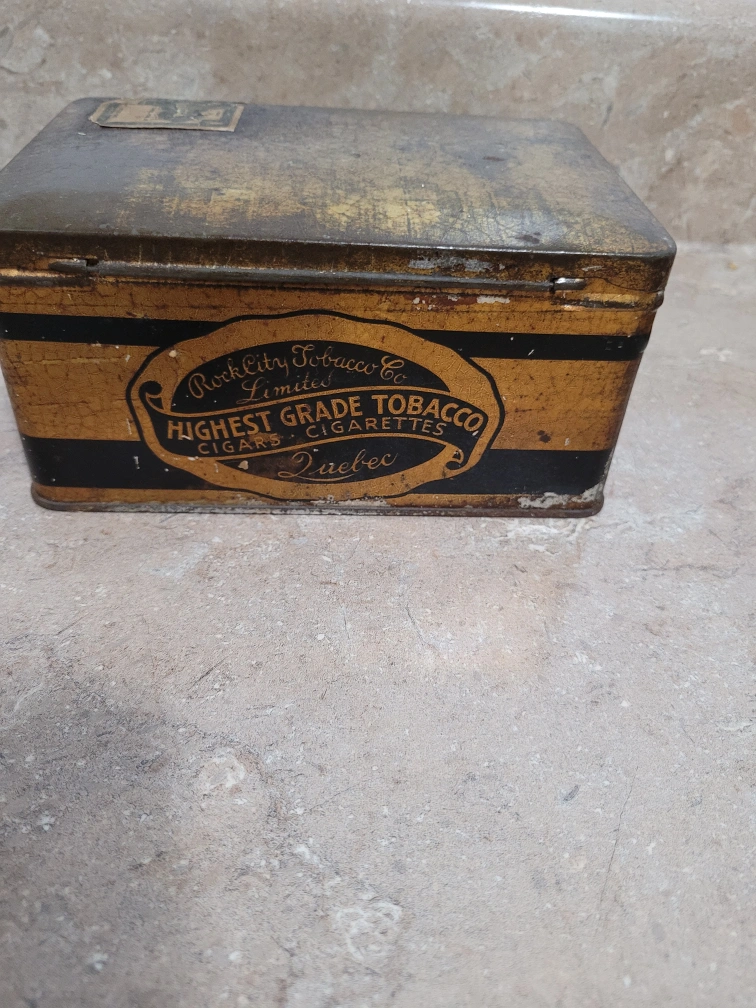 Rock City Tobacco Co
Limited
HIGHEST GRADE TOBACCO
CIGARS CIGARETTES
Quebec